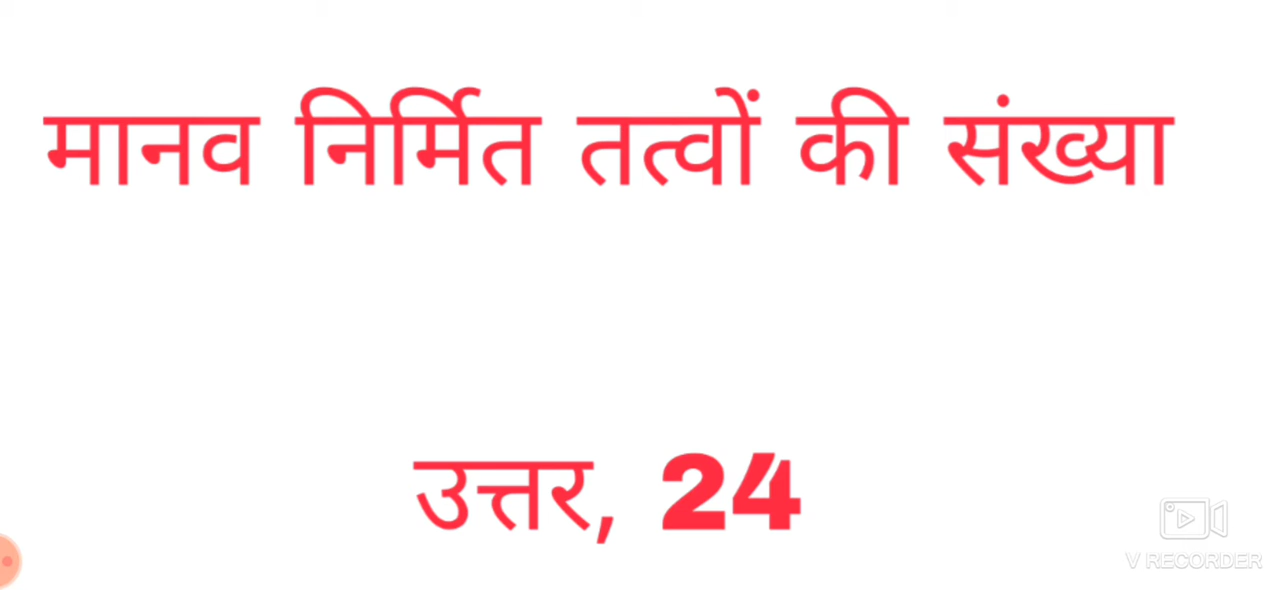 मानव निर्मित तत्वों की संख्या
उत्तर, 24
V RECORDER